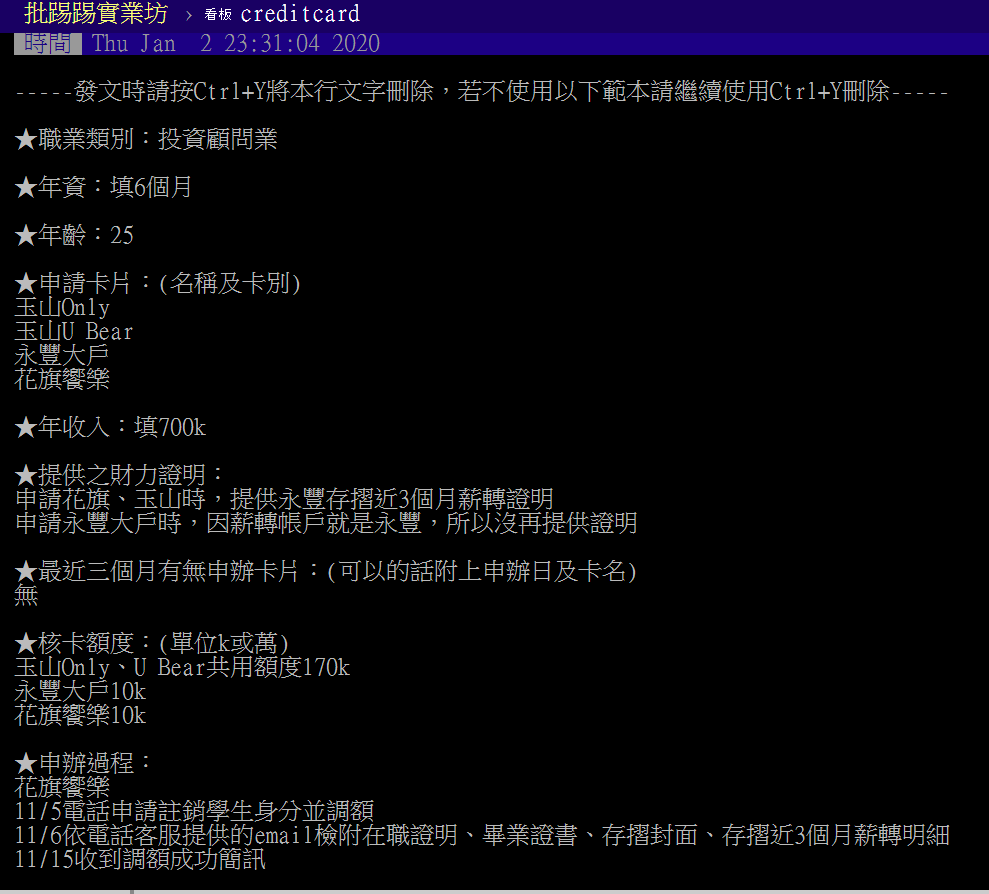 批踢踢實業坊 › 看板 creditcard
時間 Thu Jan  2 23:31:04 2020
-----發文時請按Ctrl+Y將本行文字刪除，若不使用以下範本請繼續使用Ctrl+Y刪除-----
★職業類別：投資顧問業
★年資：填6個月
★年齡：25
★申請卡片：(名稱及卡別)
玉山Only
玉山U Bear
永豐大戶
花旗饗樂
★年收入：填700k
★提供之財力證明：
申請花旗、玉山時，提供永豐存摺近3個月薪轉證明
申請永豐大戶時，因薪轉帳戶就是永豐，所以沒再提供證明
★最近三個月有無申辦卡片：(可以的話附上申辦日及卡名)
無
★核卡額度：(單位k或萬)
玉山Only、U Bear共用額度170k
永豐大戶10k
花旗饗樂10k
★申辦過程：
花旗饗樂
11/5電話申請註銷學生身分並調額
11/6依電話客服提供的email檢附在職證明、畢業證書、存摺封面、存摺近3個月薪轉明細
11/15收到調額成功簡訊